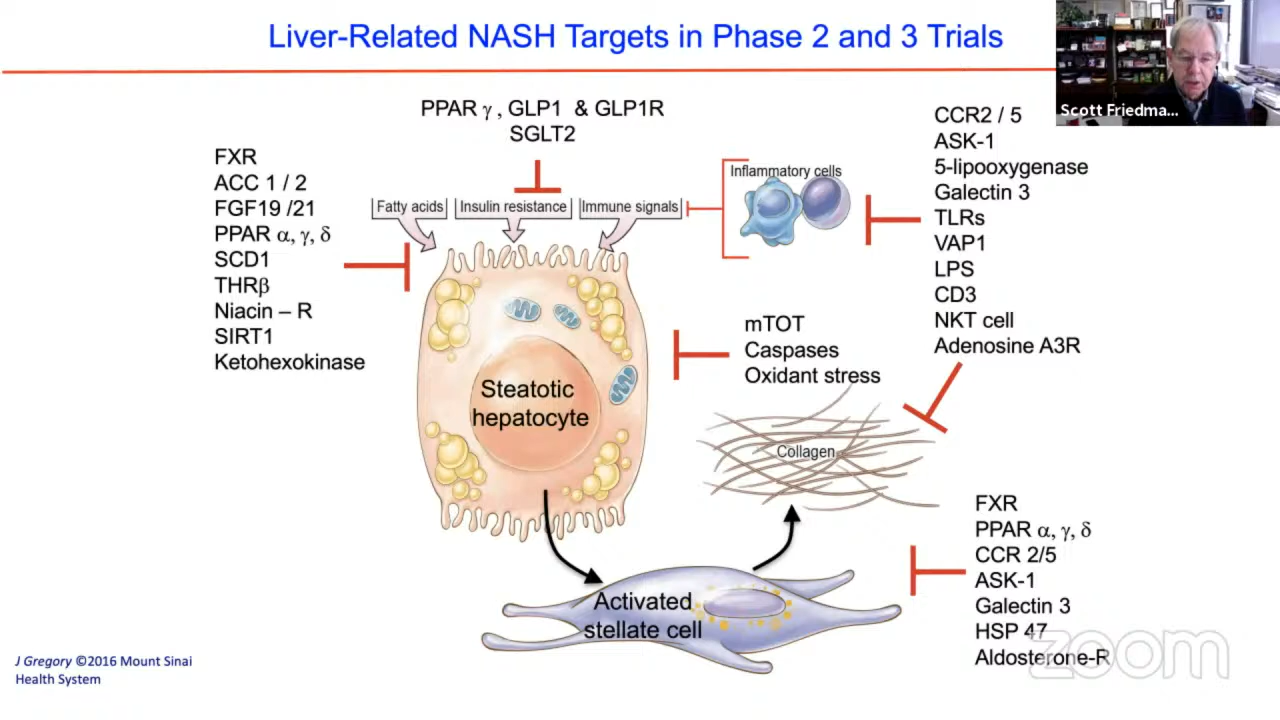 Liver-Related NASH Targets in Phase 2 and 3 Trials
Scott Friedma...
PPAR γ , GLP1 & GLP1R
SGLT2
FXR
ACC 1 / 2
FGF19 /21
PPAR α, γ, δ
SCD1
THRβ
Niacin – R
SIRT1
Ketohexokinase
Fatty acids
Insulin resistance
Immune signals
Inflammatory cells
CCR2 / 5
ASK-1
5-lipooxygenase
Galectin 3
TLRs
VAP1
LPS
CD3
NKT cell
Adenosine A3R
mTOT
Caspases
Oxidant stress
Steatotic
hepatocyte
Collagen
Activated
stellate cell
FXR
PPAR α, γ, δ
CCR 2/5
ASK-1
Galectin 3
HSP 47
Aldosterone-R
zoom
J Gregory ©2016 Mount Sinai
Health System